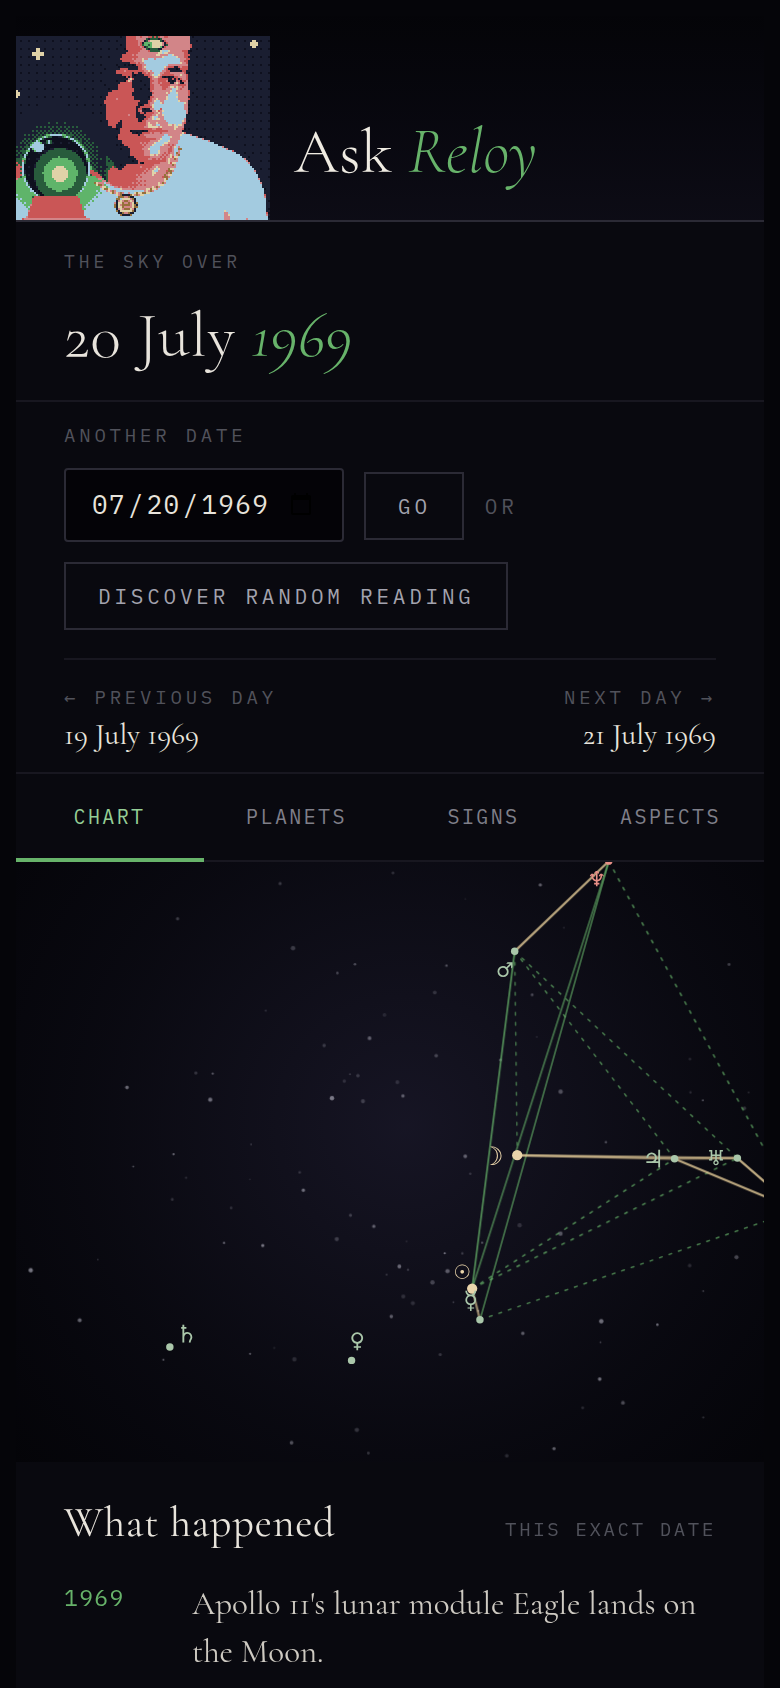 Ask Reloy
THE SKY OVER
20 July 1969
ANOTHER DATE
07/20/1969
GO
OR
DISCOVER RANDOM READING
← PREVIOUS DAY
19 July 1969
NEXT DAY →
21 July 1969
CHART
PLANETS
SIGNS
ASPECTS
♆
♂
☽
♃
♅
☉
☿
♄
♀
What happened
THIS EXACT DATE
1969
Apollo 11's lunar module Eagle lands on
the Moon.